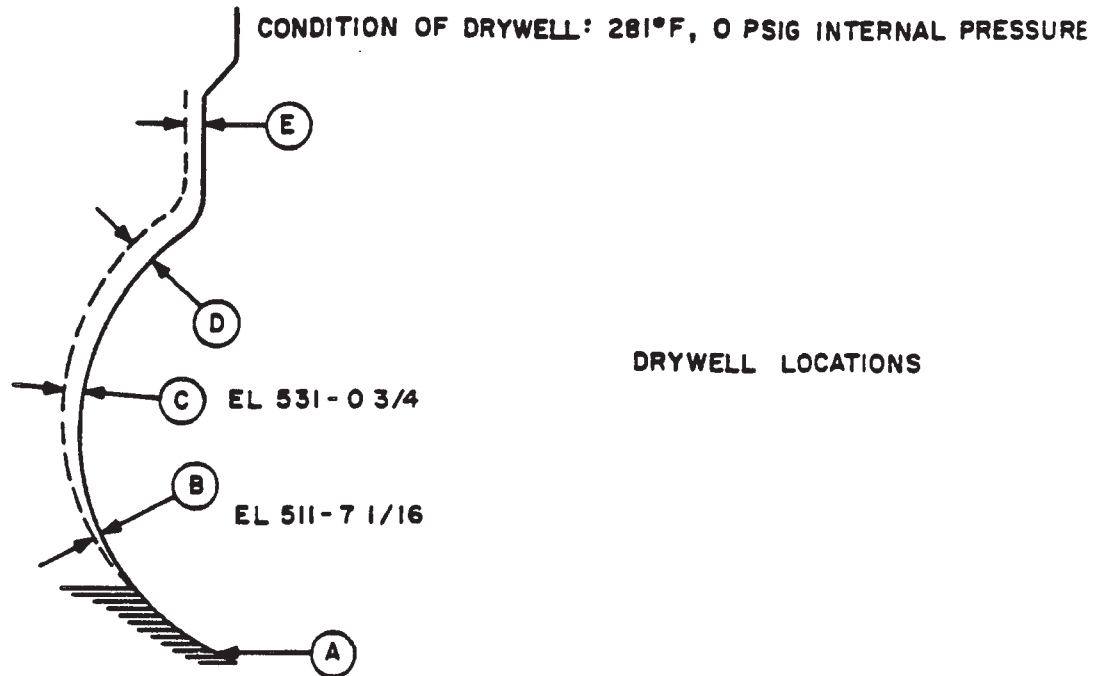 CONDITION OF DRYWELL: 281°F, 0 PSIG INTERNAL PRESSURE
E
D
DRYWELL LOCATIONS
C EL 531-0 3/4
B
EL 511-7 1/16
A